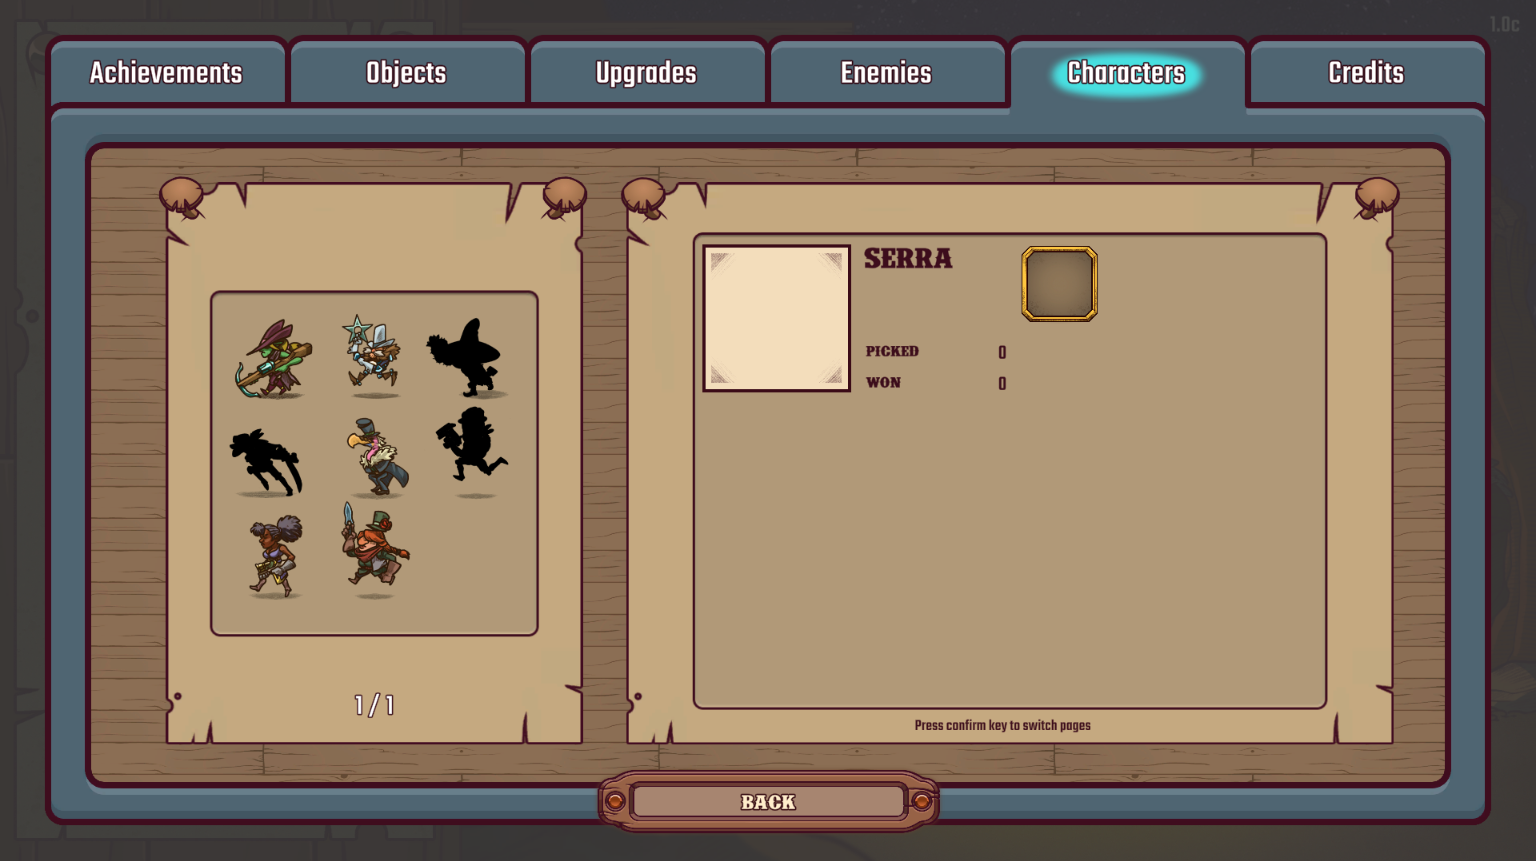 1.0c
Achievements
Objects
Upgrades
Enemies
Characters
Credits
SERRA
PICKED 0
WON 0
1/1
Press confirm key to switch pages
BACK